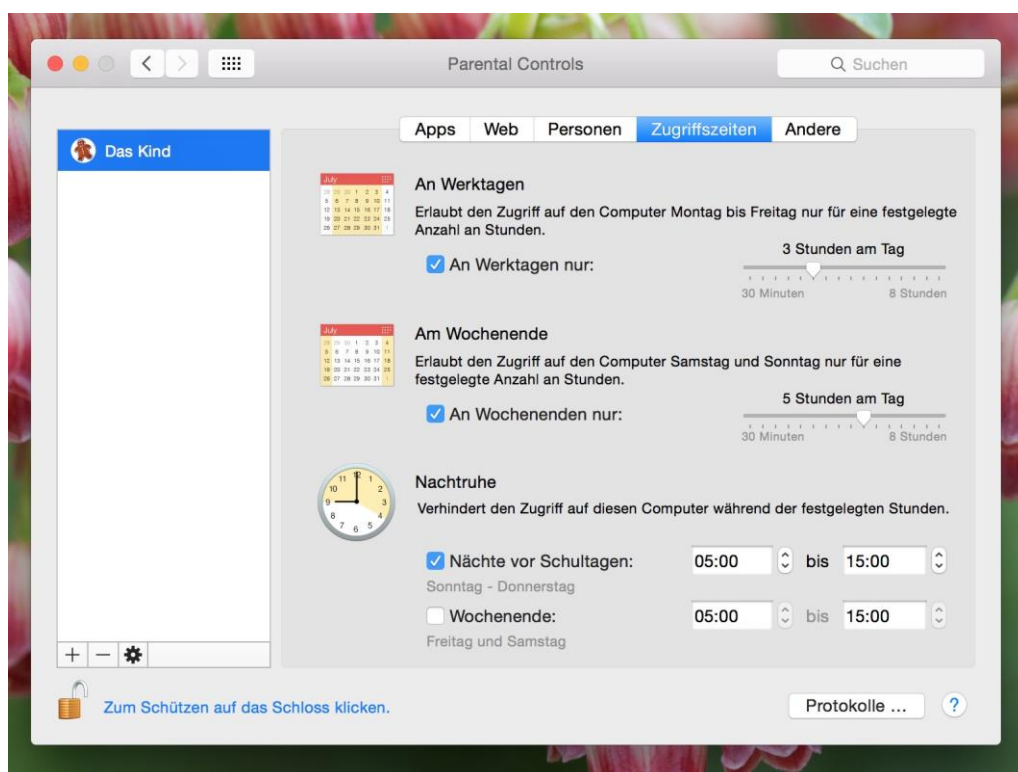 Parental Controls
Suchen
Apps Web Personen Zugriffszeiten Andere
Das Kind
An Werktagen
Erlaubt den Zugriff auf den Computer Montag bis Freitag nur für eine festgelegte
Anzahl an Stunden.
3 Stunden am Tag
An Werktagen nur:
30 Minuten 8 Stunden
Am Wochenende
Erlaubt den Zugriff auf den Computer Samstag und Sonntag nur für eine
festgelegte Anzahl an Stunden.
5 Stunden am Tag
An Wochenenden nur:
30 Minuten 8 Stunden
Nachtruhe
Verhindert den Zugriff auf diesen Computer während der festgelegten Stunden.
Nächte vor Schultagen: 05:00 bis 15:00
Sonntag - Donnerstag
Wochenende: 05:00 bis 15:00
Freitag und Samstag
Zum Schützen auf das Schloss klicken.
Protokolle ... ?